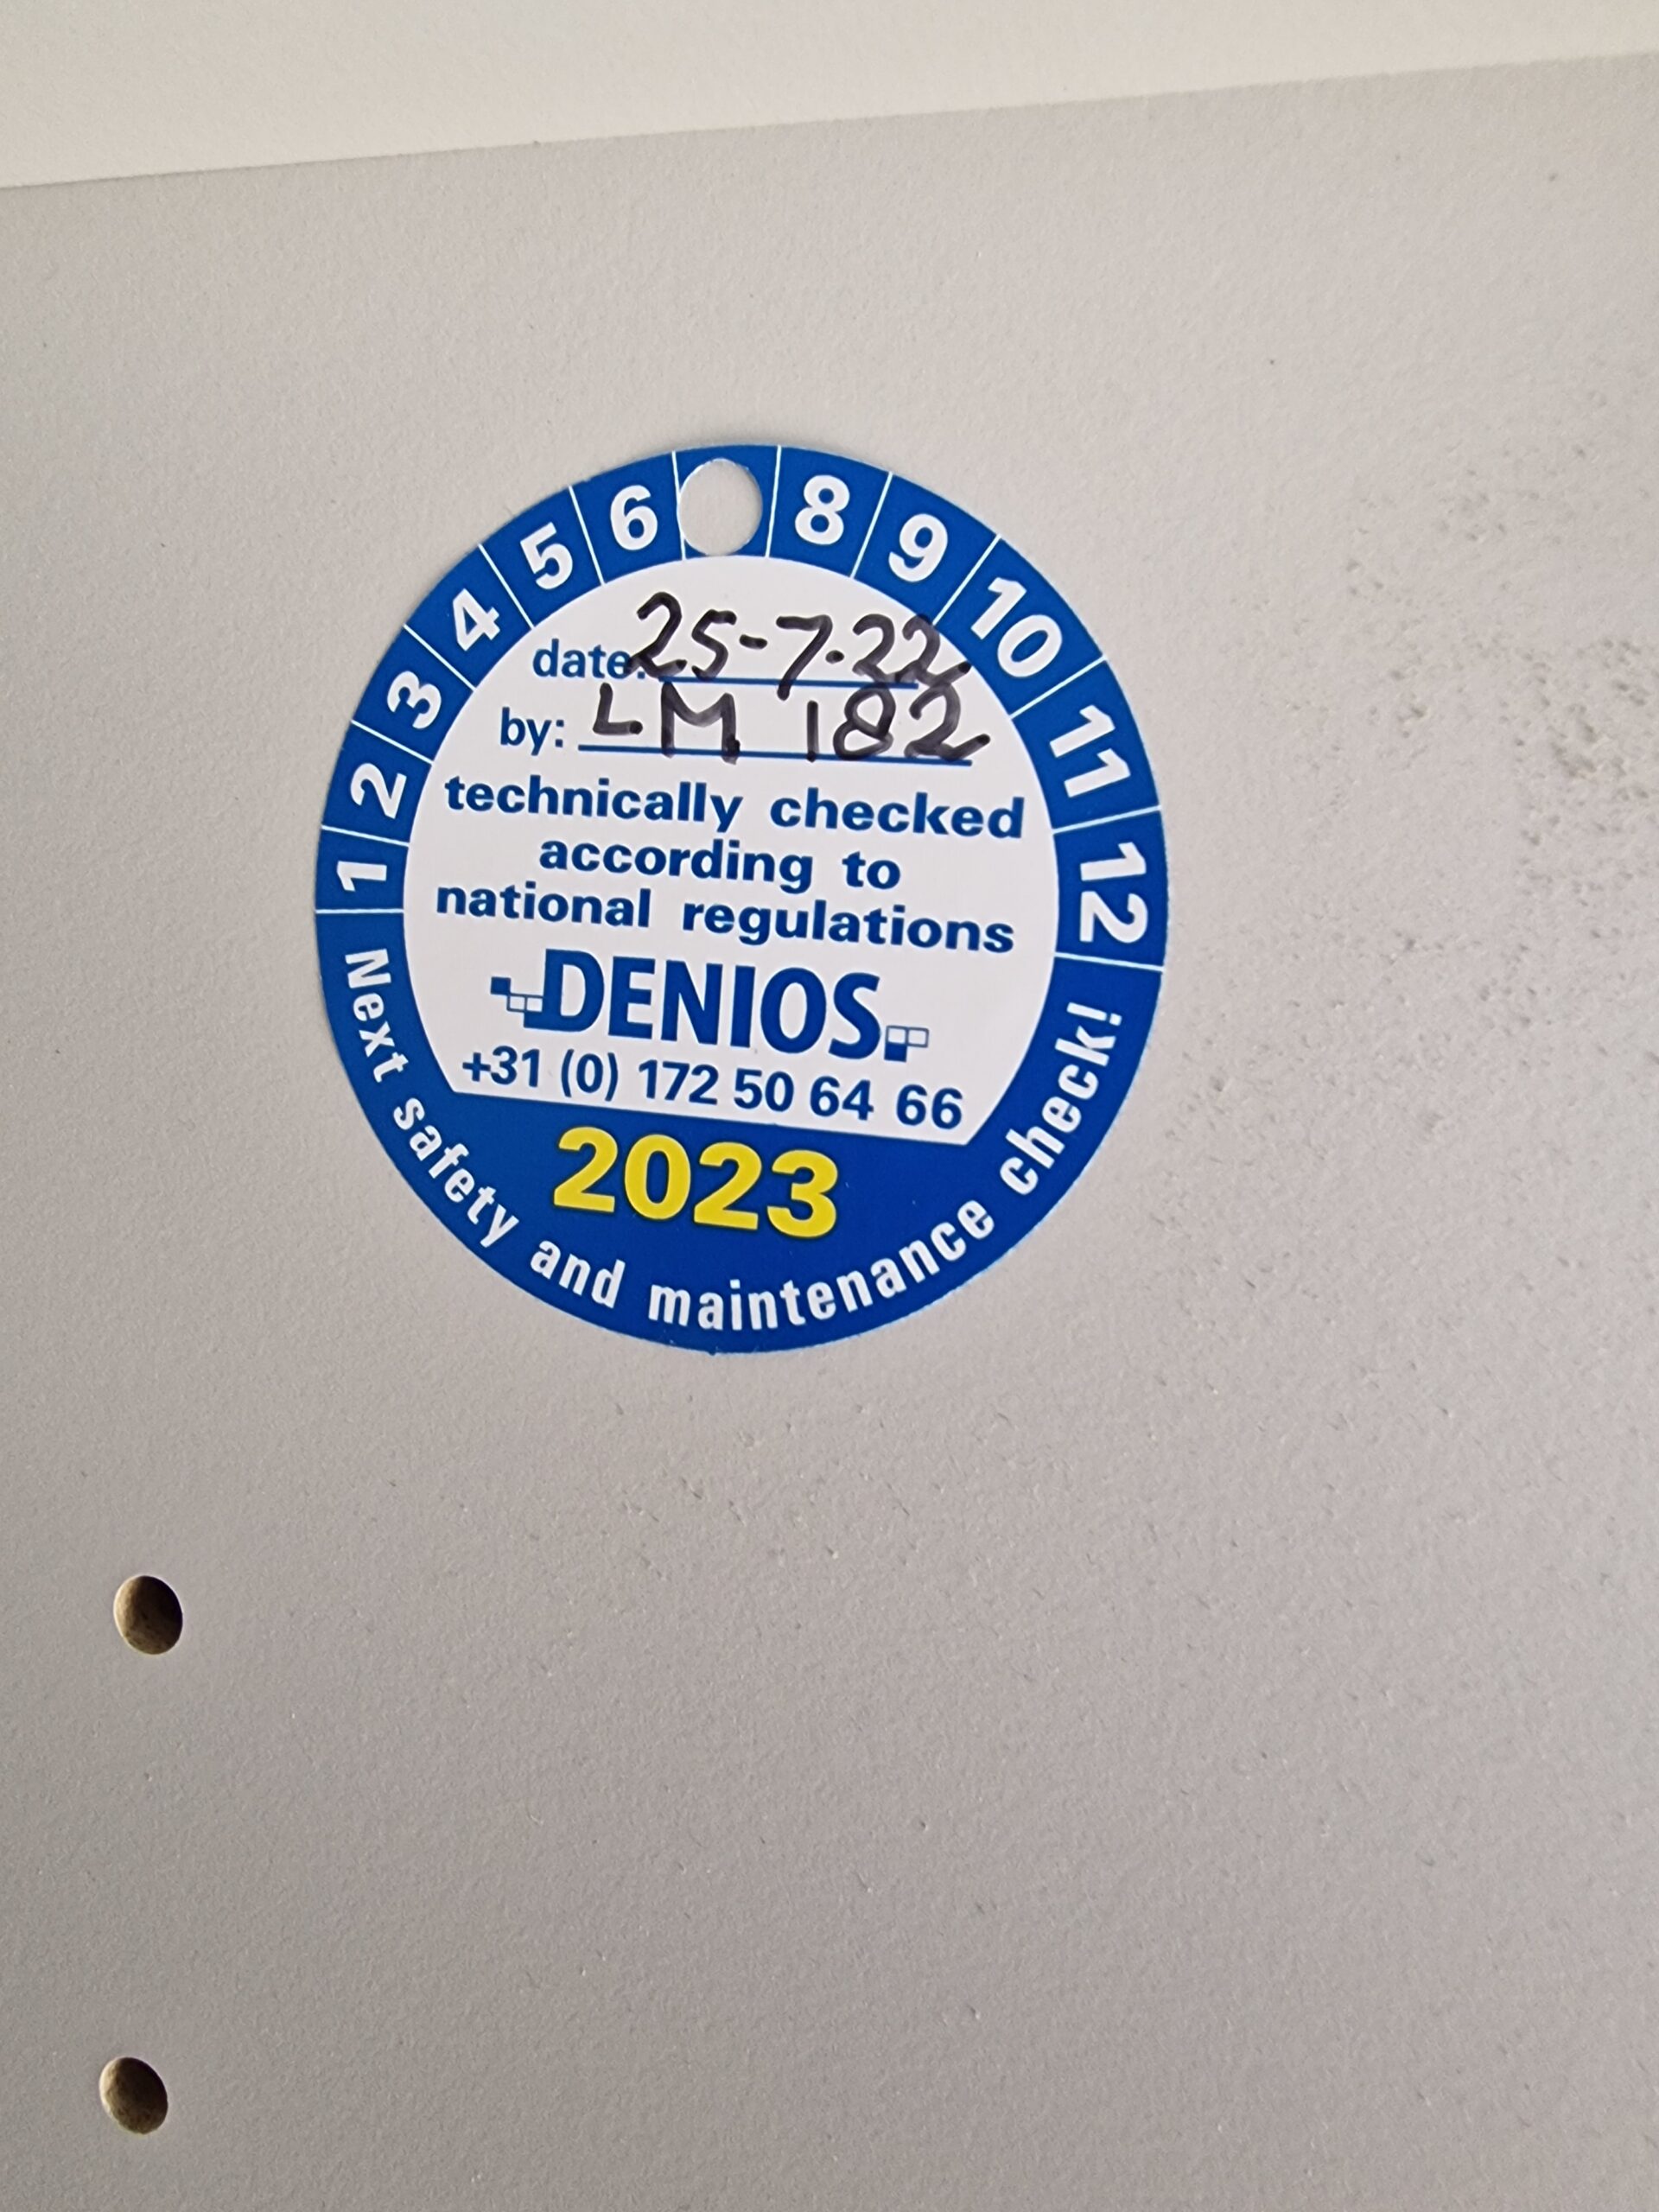 1 2 3 4 5 6 8 9 10 11 12
date: 25-7-22
by: LM 182
technically checked
according to
national regulations
DENIOS
+31 (0) 172 50 64 66
2023
Next safety and maintenance check!